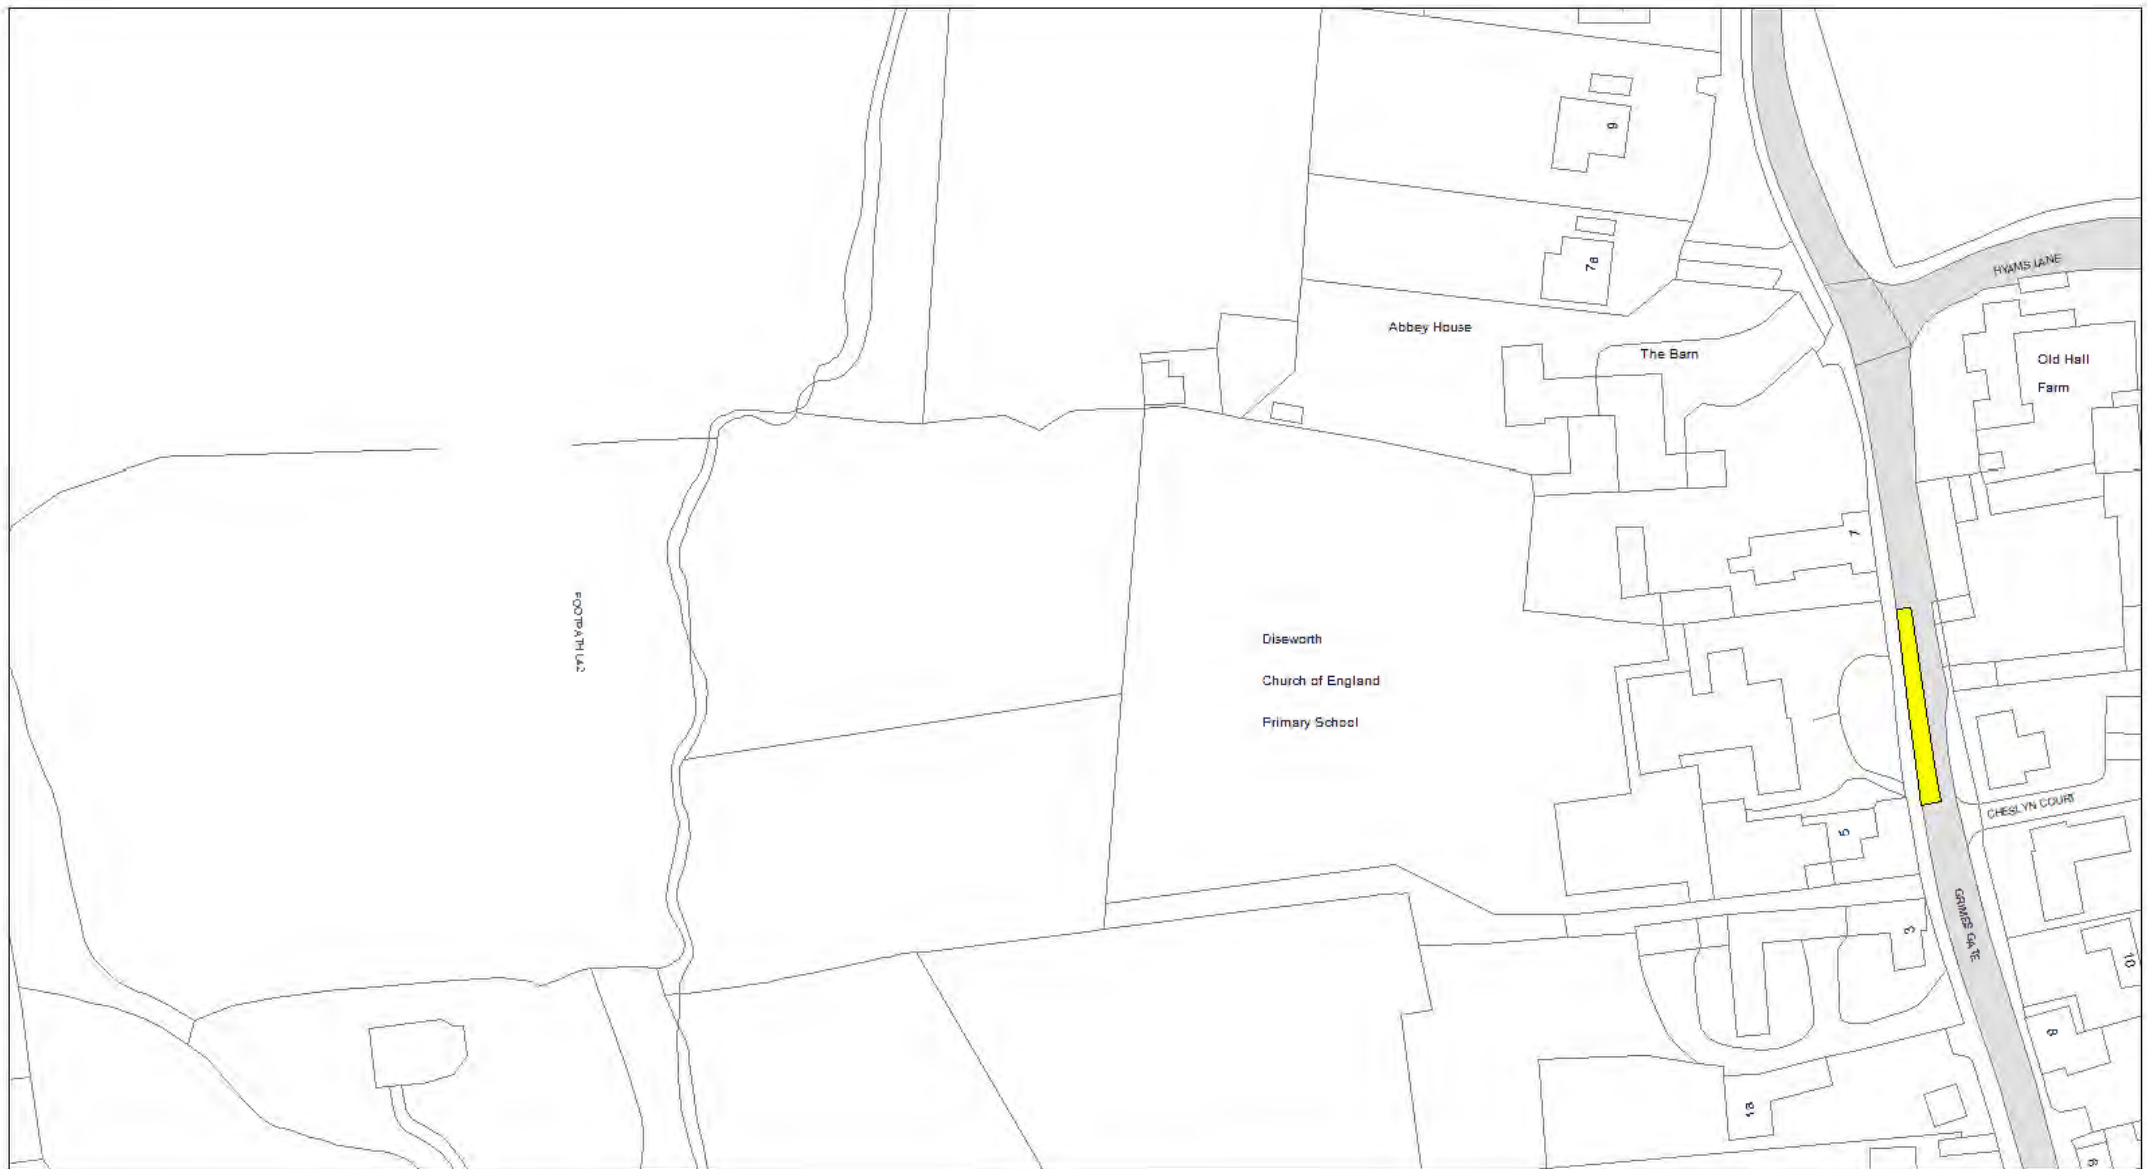 9
7a
HYAMS LANE
Abbey House
The Barn
Old Hall
Farm
7
FOOTPATH L42
Diseworth
Church of England
Primary School
CHESLYN COURT
5
GRIMES GATE
3
10
8
1a
6